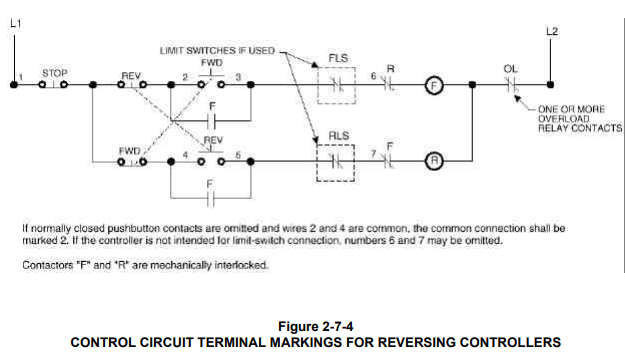 L1
L2
LIMIT SWITCHES IF USED
FWD
FLS
R
OL
1
STOP
REV
2
3
6
F
F
ONE OR MORE
OVERLOAD
RELAY CONTACTS
FWD
REV
RLS
F
4
5
7
R
F
If normally closed pushbutton contacts are omitted and wires 2 and 4 are common, the common connection shall be
marked 2. If the controller is not intended for limit-switch connection, numbers 6 and 7 may be omitted.
Contactors "F" and "R" are mechanically interlocked.
Figure 2-7-4
CONTROL CIRCUIT TERMINAL MARKINGS FOR REVERSING CONTROLLERS